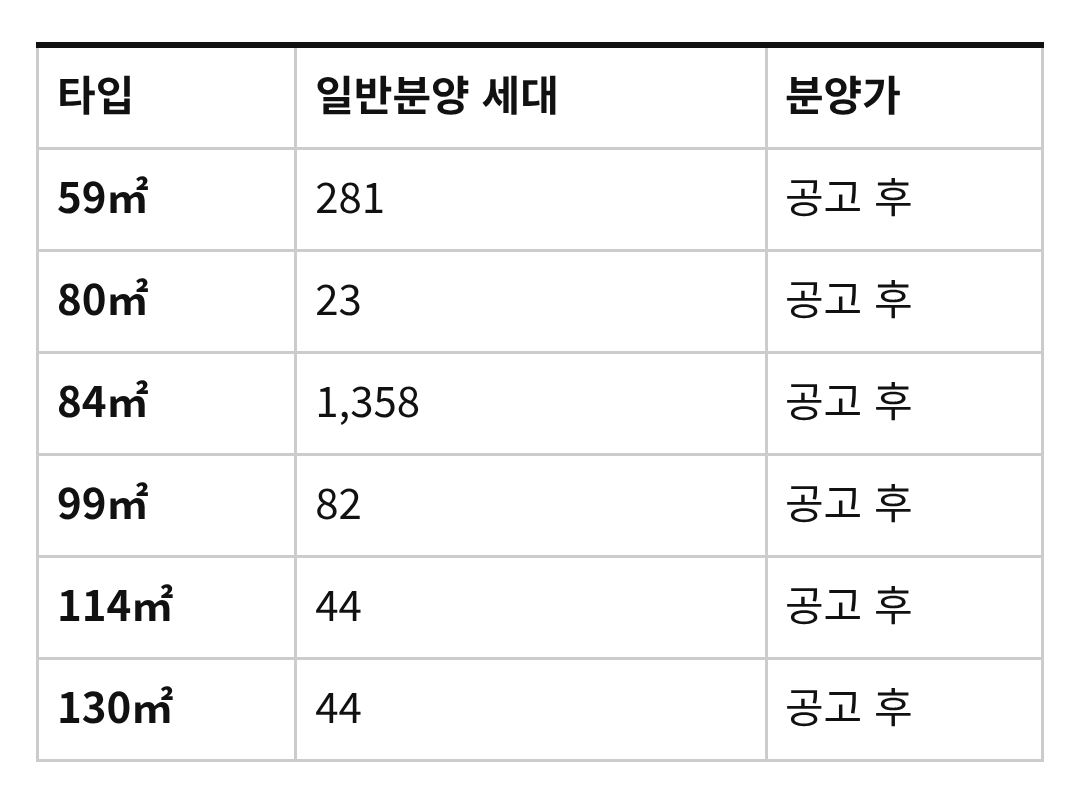 타입 일반분양 세대 분양가
59㎡ 281 공고 후
80㎡ 23 공고 후
84㎡ 1,358 공고 후
99㎡ 82 공고 후
114㎡ 44 공고 후
130㎡ 44 공고 후